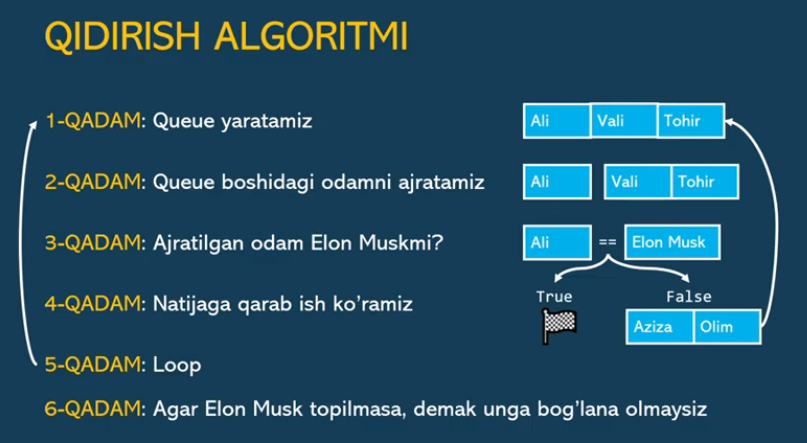 QIDIRISH ALGORITMI
1-QADAM: Queue yaratamiz
Ali Vali Tohir
2-QADAM: Queue boshidagi odamni ajratamiz
Ali Vali Tohir
3-QADAM: Ajratilgan odam Elon Muskmi?
Ali == Elon Musk
True False
4-QADAM: Natijaga qarab ish ko'ramiz
Aziza Olim
5-QADAM: Loop
6-QADAM: Agar Elon Musk topilmasa, demak unga bog'lana olmaysiz